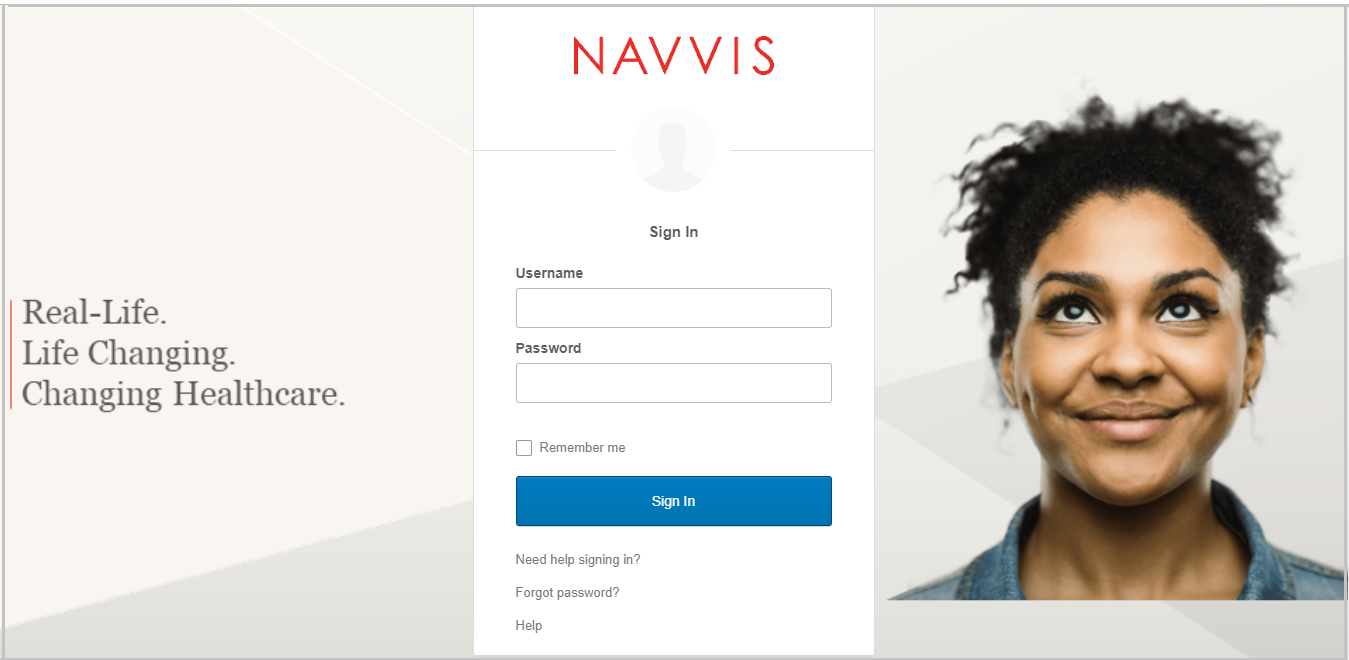 NAVVIS
Real-Life.
Life Changing.
Changing Healthcare.
Sign In
Username
Password
Remember me
Sign In
Need help signing in?
Forgot password?
Help